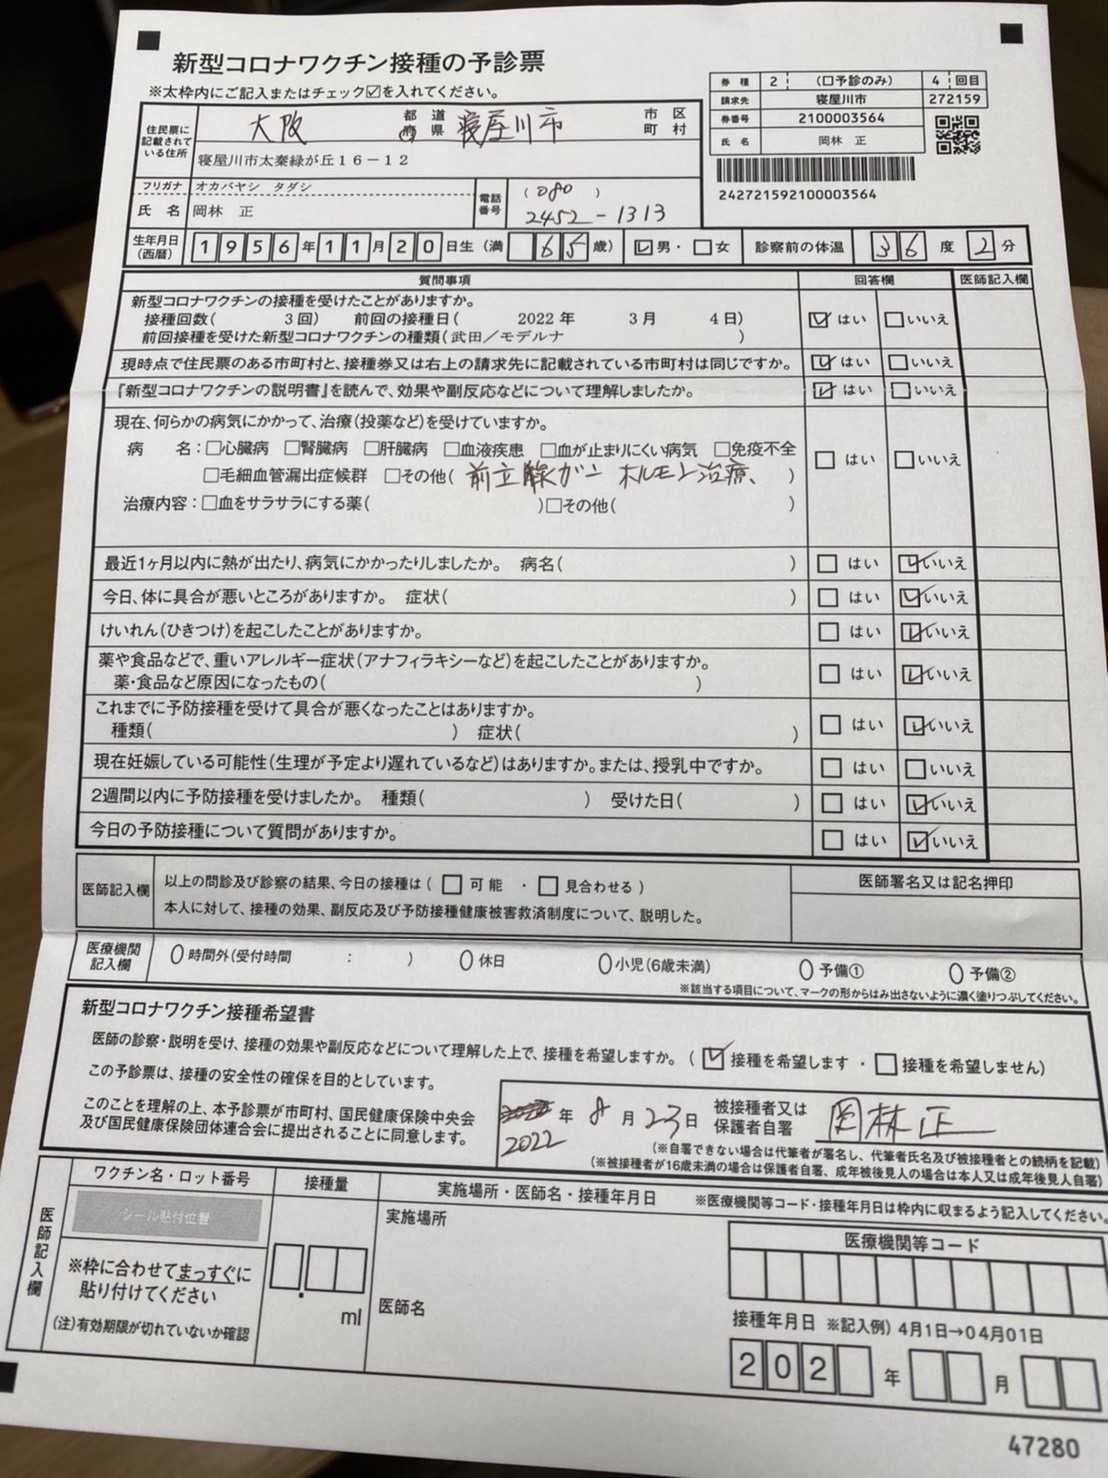 新型コロナワクチン接種の予診票
※太枠内にご記入またはチェック☑を入れてください。
券種 2 (□予診のみ) 4 回目
請求先 寝屋川市 272159
券番号 2100003564
氏名 岡林 正
242721592100003564
住民票に記載されている住所 大阪 都道府県 寝屋川市 市区町村
寝屋川市太秦緑が丘16-12
フリガナ オカバヤシ タダシ
氏名 岡林 正
電話番号 (080) 2452-1313
生年月日(西暦) 1956年11月20日生(満 65歳) ☑男・□女 診察前の体温 36度2分
質問事項 回答欄 医師記入欄
新型コロナワクチンの接種を受けたことがありますか。
接種回数( 3回) 前回の接種日( 2022年 3月 4日)
前回接種を受けた新型コロナワクチンの種類(武田/モデルナ )
☑はい □いいえ
現時点で住民票のある市町村と、接種券又は右上の請求先に記載されている市町村は同じですか。 ☑はい □いいえ
『新型コロナワクチンの説明書』を読んで、効果や副反応などについて理解しましたか。 ☑はい □いいえ
現在、何らかの病気にかかって、治療(投薬など)を受けていますか。
病名:□心臓病 □腎臓病 □肝臓病 □血液疾患 □血が止まりにくい病気 □免疫不全
□毛細血管漏出症候群 □その他( 前立腺ガン ホルモン治療、 )
治療内容:□血をサラサラにする薬( )□その他( )
□はい □いいえ
最近1ヶ月以内に熱が出たり、病気にかかったりしましたか。 病名( ) □はい ☑いいえ
今日、体に具合が悪いところがありますか。 症状( ) □はい ☑いいえ
けいれん(ひきつけ)を起こしたことがありますか。 □はい ☑いいえ
薬や食品などで、重いアレルギー症状(アナフィラキシーなど)を起こしたことがありますか。
薬・食品など原因になったもの( )
□はい ☑いいえ
これまでに予防接種を受けて具合が悪くなったことはありますか。
種類( ) 症状( )
□はい ☑いいえ
現在妊娠している可能性(生理が予定より遅れているなど)はありますか。または、授乳中ですか。 □はい □いいえ
2週間以内に予防接種を受けましたか。 種類( ) 受けた日( ) □はい ☑いいえ
今日の予防接種について質問がありますか。 □はい ☑いいえ
医師記入欄
以上の問診及び診察の結果、今日の接種は(□可能・□見合わせる)
本人に対して、接種の効果、副反応及び予防接種健康被害救済制度について、説明した。
医師署名又は記名押印
医療機関記入欄 ○時間外(受付時間 : ) ○休日 ○小児(6歳未満) ○予備① ○予備②
※該当する項目について、マークの形からはみ出さないように濃く塗りつぶしてください。
新型コロナワクチン接種希望書
医師の診察・説明を受け、接種の効果や副反応などについて理解した上で、接種を希望しますか。(☑接種を希望します・□接種を希望しません)
この予診票は、接種の安全性の確保を目的としています。
このことを理解の上、本予診票が市町村、国民健康保険中央会
及び国民健康保険団体連合会に提出されることに同意します。
2022年 8月23日 被接種者又は保護者自署 岡林正
(※自署できない場合は代筆者が署名し、代筆者氏名及び被接種者との続柄を記載)
(※被接種者が16歳未満の場合は保護者自署、成年被後見人の場合は本人又は成年後見人自署)
医師記入欄
ワクチン名・ロット番号
シール貼付位置
※枠に合わせてまっすぐに
貼り付けてください
(注)有効期限が切れていないか確認
接種量
ml
実施場所・医師名・接種年月日 ※医療機関等コード・接種年月日は枠内に収まるよう記入してください。
実施場所
医師名
医療機関等コード
接種年月日 ※記入例)4月1日→04月01日
202 年 月
47280